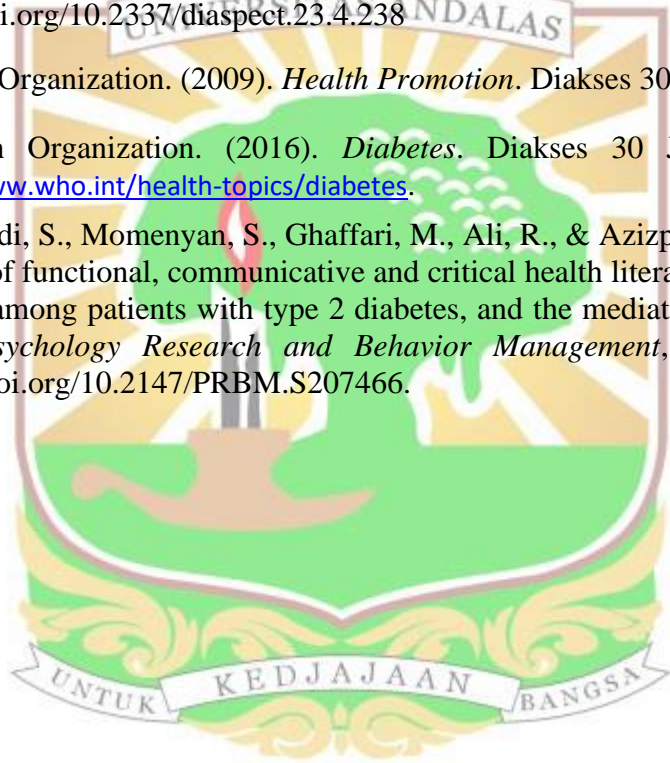 i.org/10.2337/diaspect.23.4.238
UNIVERSITAS ANDALAS
Organization. (2009). Health Promotion. Diakses 30
Organization. (2016). Diabetes. Diakses 30
ww.who.int/health-topics/diabetes.
di, S., Momenyan, S., Ghaffari, M., Ali, R., & Azizp
of functional, communicative and critical health litera
among patients with type 2 diabetes, and the mediat
sychology Research and Behavior Management,
oi.org/10.2147/PRBM.S207466.
UNTUK KEDJAJAAN BANGSA